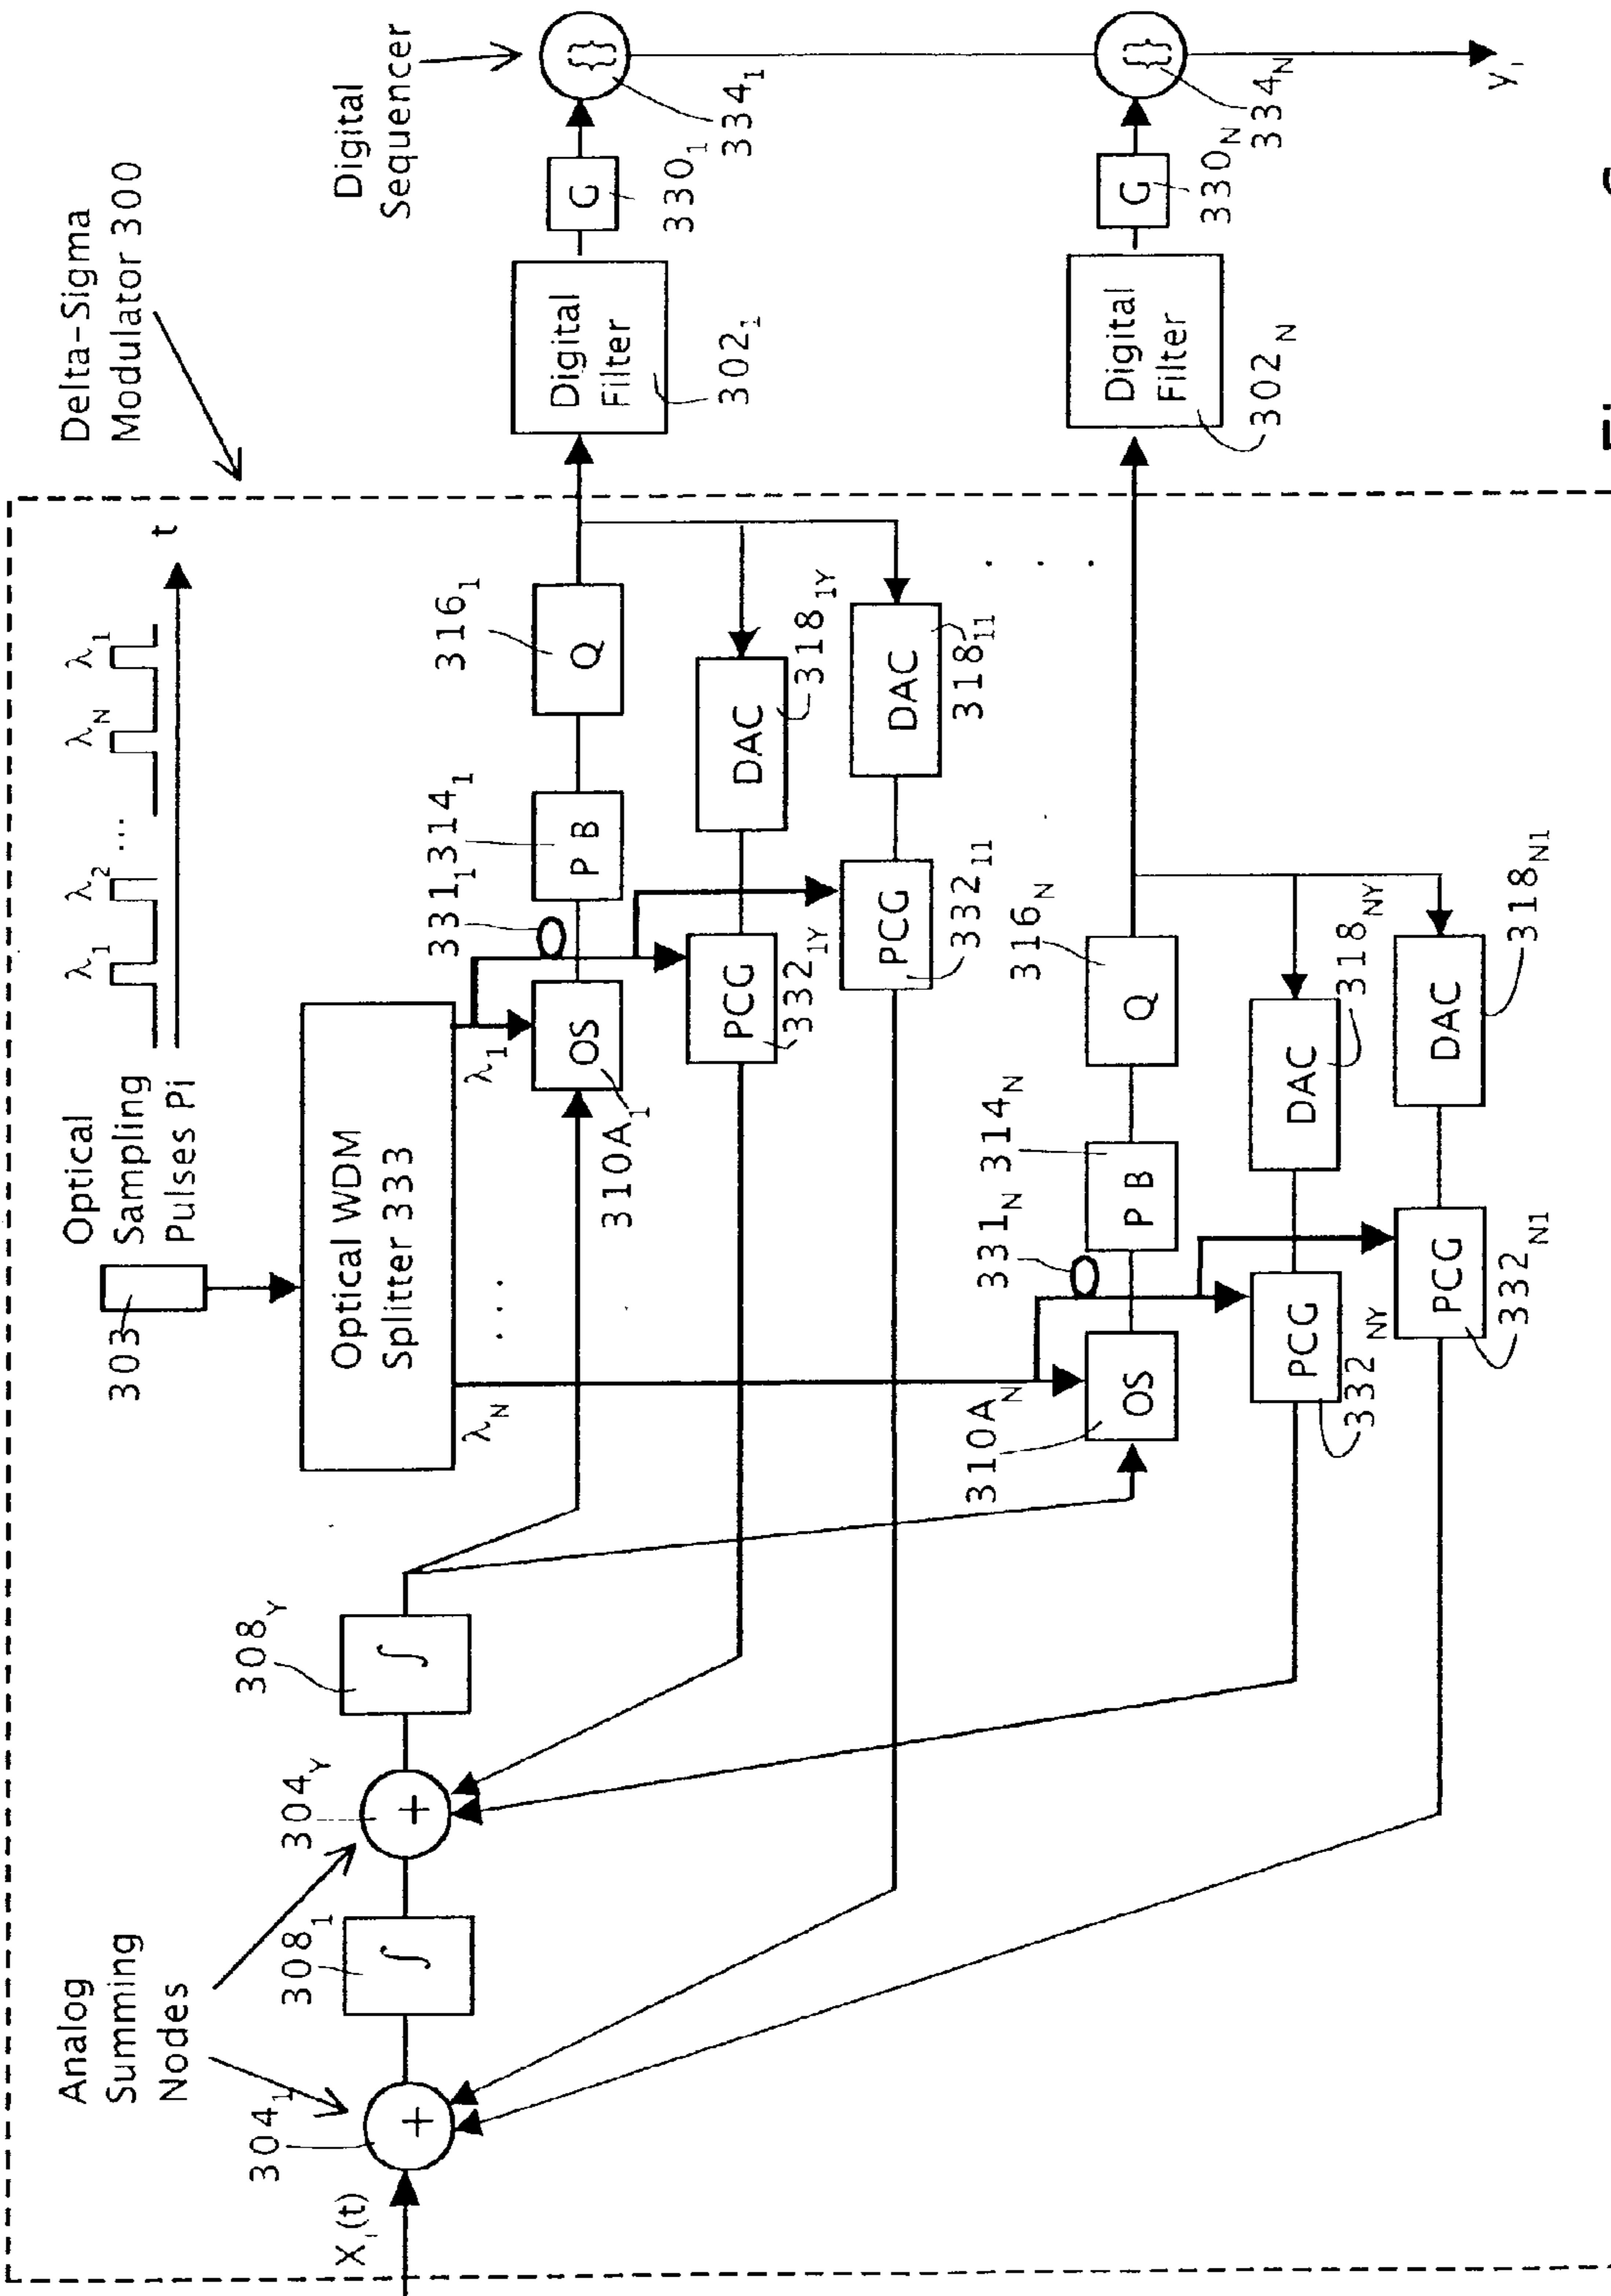 Delta-Sigma
Modulator 300
Optical
Sampling
Pulses Pi
λ1
λ2
...
λN
λ1
t
303
Optical WDM
Splitter 333
λN
...
λ1
Analog
Summing
Nodes
Digital
Sequencer
Xi(t)
304₁
+
308₁
∫
304Y
+
308Y
∫
310A₁
OS
331₁
314₁
P B
316₁
Q
Digital
Filter
302₁
G
330₁
{}
334₁
PCG
332₁Y
DAC
318₁Y
PCG
332₁₁
DAC
318₁₁
. . .
310AN
OS
331N
314N
P B
316N
Q
Digital
Filter
302N
G
330N
{}
334N
yi
PCG
332NY
DAC
318NY
PCG
332N1
DAC
318N1